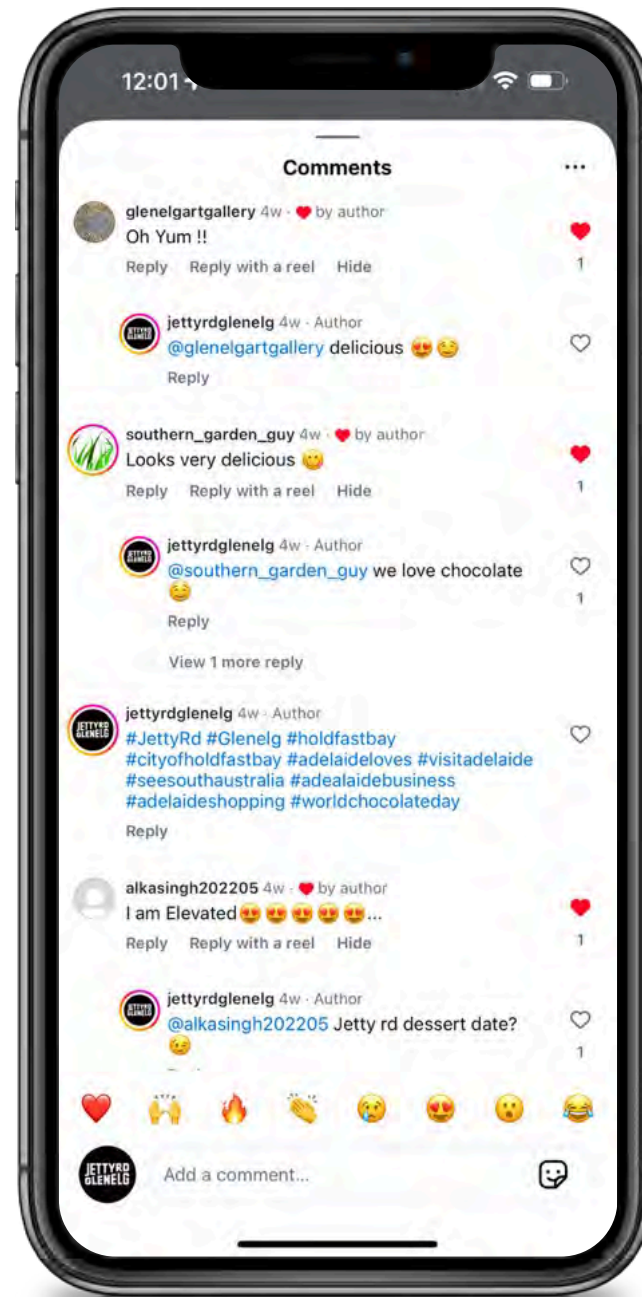 12:01
Comments
glenelgartgallery 4w · ❤️ by author
Oh Yum !!
Reply Reply with a reel Hide
1
jettyrdglenelg 4w · Author
@glenelgartgallery delicious 😍😋
Reply
southern_garden_guy 4w · ❤️ by author
Looks very delicious 😋
Reply Reply with a reel Hide
1
jettyrdglenelg 4w · Author
@southern_garden_guy we love chocolate
😋
1
Reply
View 1 more reply
jettyrdglenelg 4w · Author
#JettyRd #Glenelg #holdfastbay
#cityofholdfastbay #adelaideloves #visitadelaide
#seesouthaustralia #adealaidebusiness
#adelaideshopping #worldchocolateday
Reply
alkasingh202205 4w · ❤️ by author
I am Elevated😍😍😍😍😍...
Reply Reply with a reel Hide
1
jettyrdglenelg 4w · Author
@alkasingh202205 Jetty rd dessert date?
1
JETTYRD
GLENELG
Add a comment...